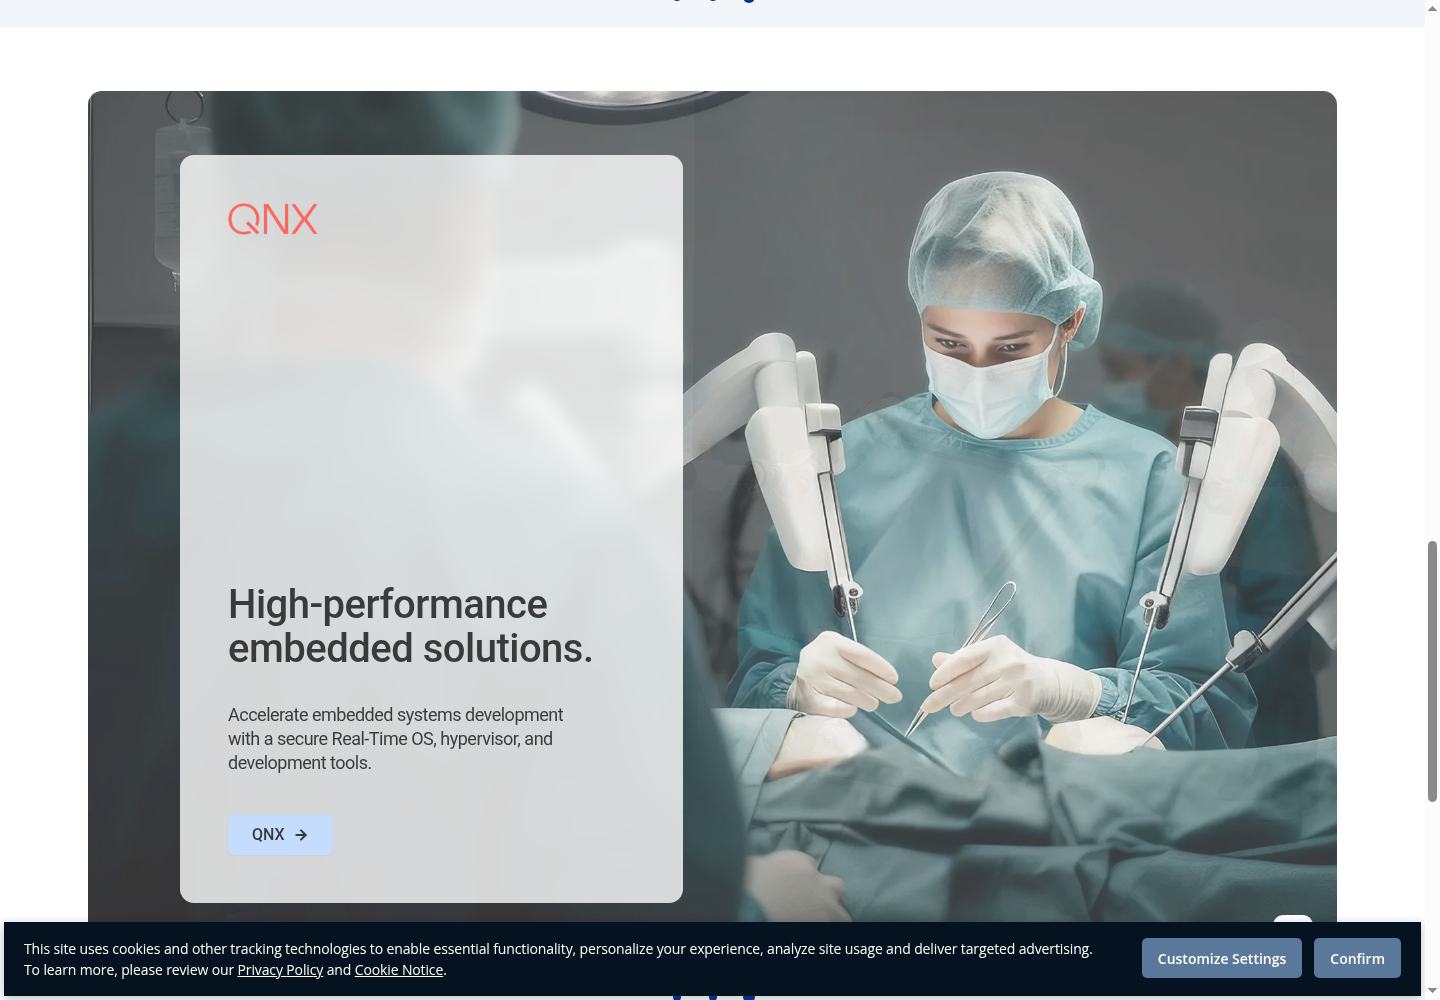 QNX
High-performance
embedded solutions.
Accelerate embedded systems development
with a secure Real-Time OS, hypervisor, and
development tools.
QNX →
This site uses cookies and other tracking technologies to enable essential functionality, personalize your experience, analyze site usage and deliver targeted advertising.
To learn more, please review our Privacy Policy and Cookie Notice.
Customize Settings
Confirm